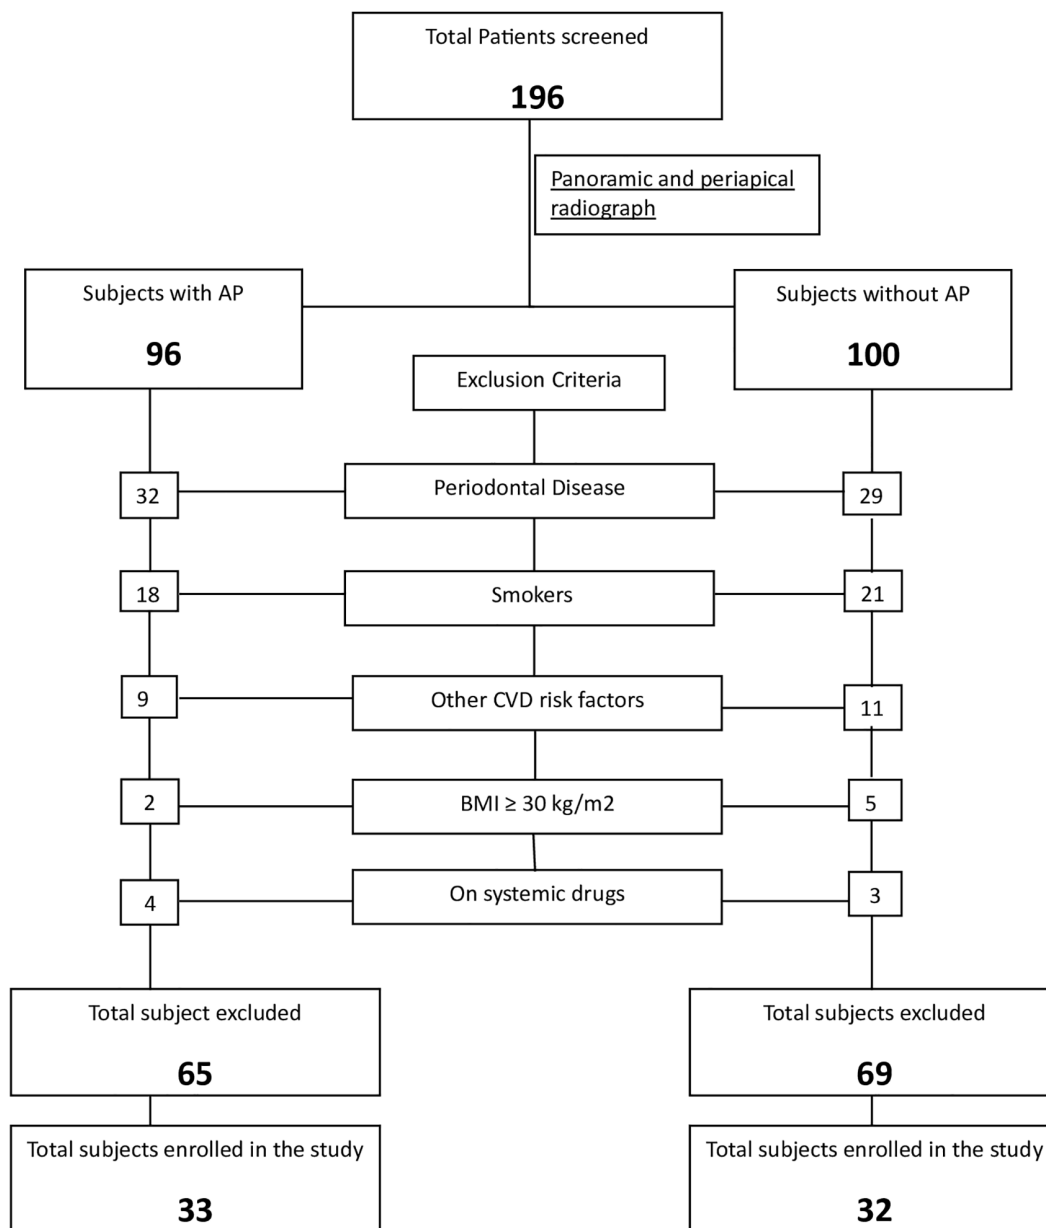 Total Patients screened
196
Panoramic and periapical
radiograph
Subjects with AP
96
Subjects without AP
100
Exclusion Criteria
32
Periodontal Disease
29
18
Smokers
21
9
Other CVD risk factors
11
2
BMI ≥ 30 kg/m2
5
4
On systemic drugs
3
Total subject excluded
65
Total subjects excluded
69
Total subjects enrolled in the study
33
Total subjects enrolled in the study
32